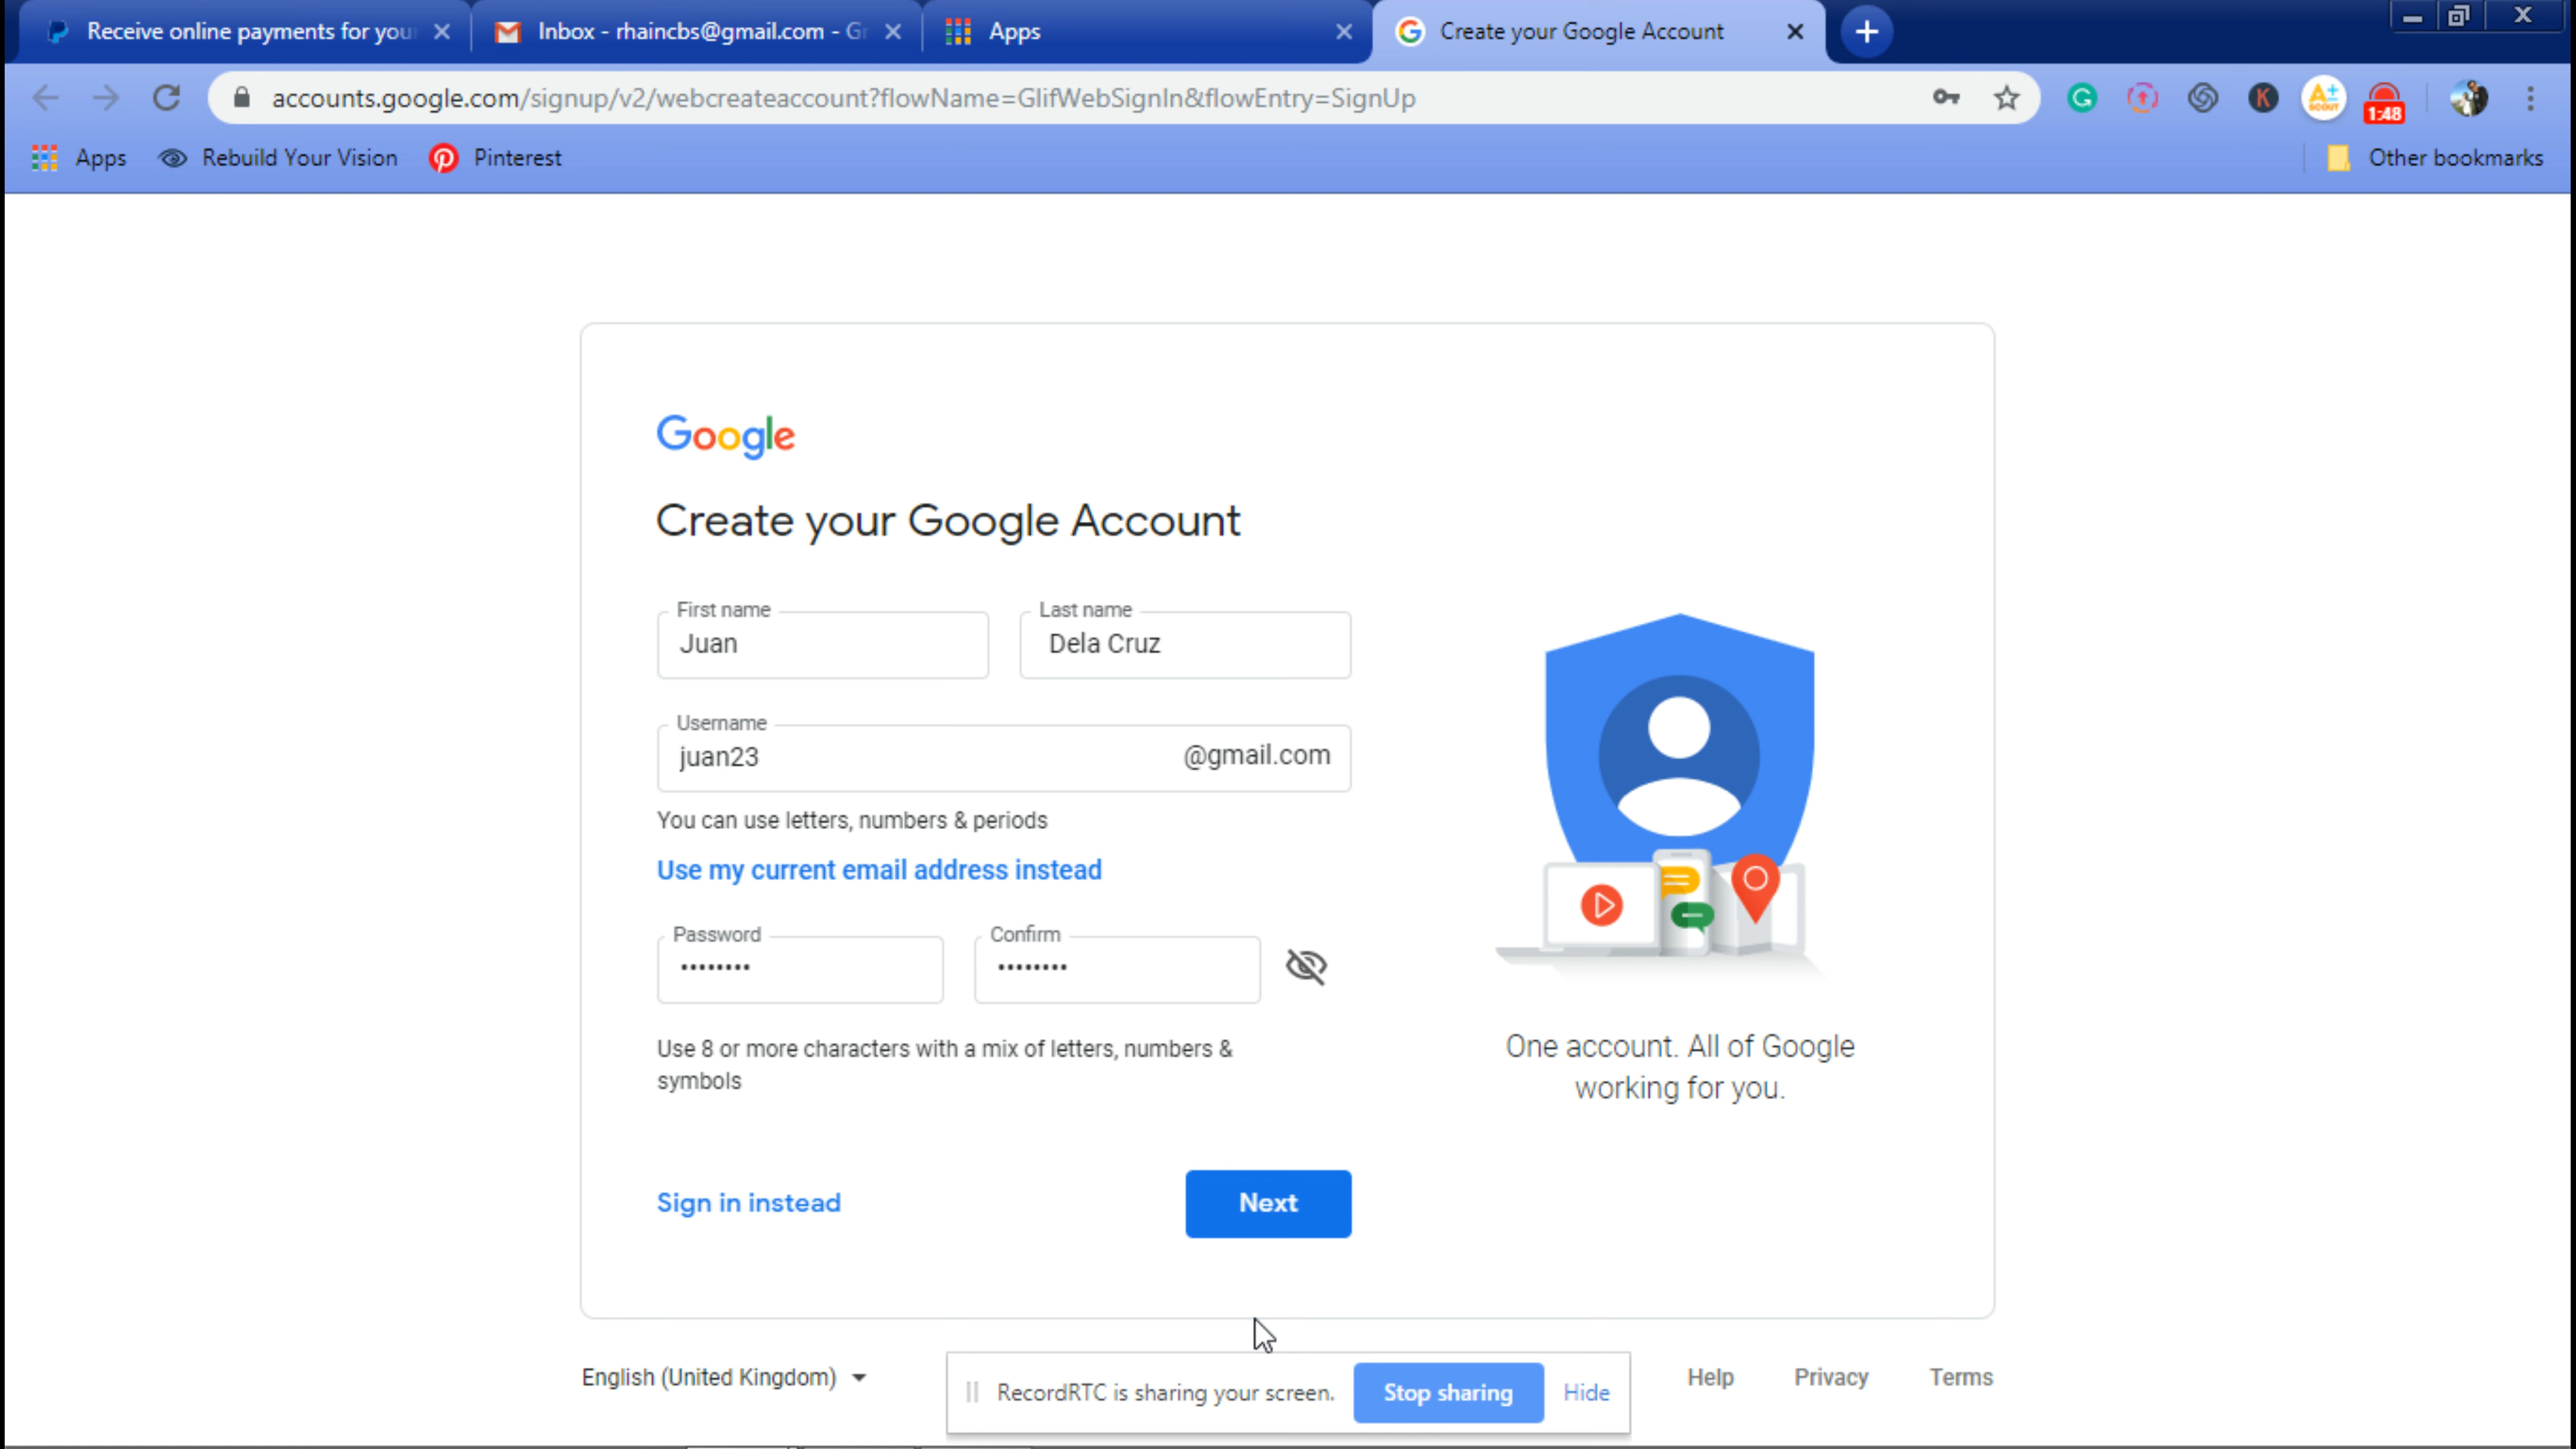 Receive online payments for you
Inbox - rhaincbs@gmail.com - G
Apps
Create your Google Account
accounts.google.com/signup/v2/webcreateaccount?flowName=GlifWebSignIn&flowEntry=SignUp
1:48
Apps
Rebuild Your Vision
Pinterest
Other bookmarks
Google
Create your Google Account
First name
Last name
Juan
Dela Cruz
Username
juan23
@gmail.com
You can use letters, numbers & periods
Use my current email address instead
Password
Confirm
••••••••
••••••••
Use 8 or more characters with a mix of letters, numbers &
symbols
One account. All of Google
working for you.
Sign in instead
Next
English (United Kingdom)
RecordRTC is sharing your screen.
Stop sharing
Hide
Help
Privacy
Terms